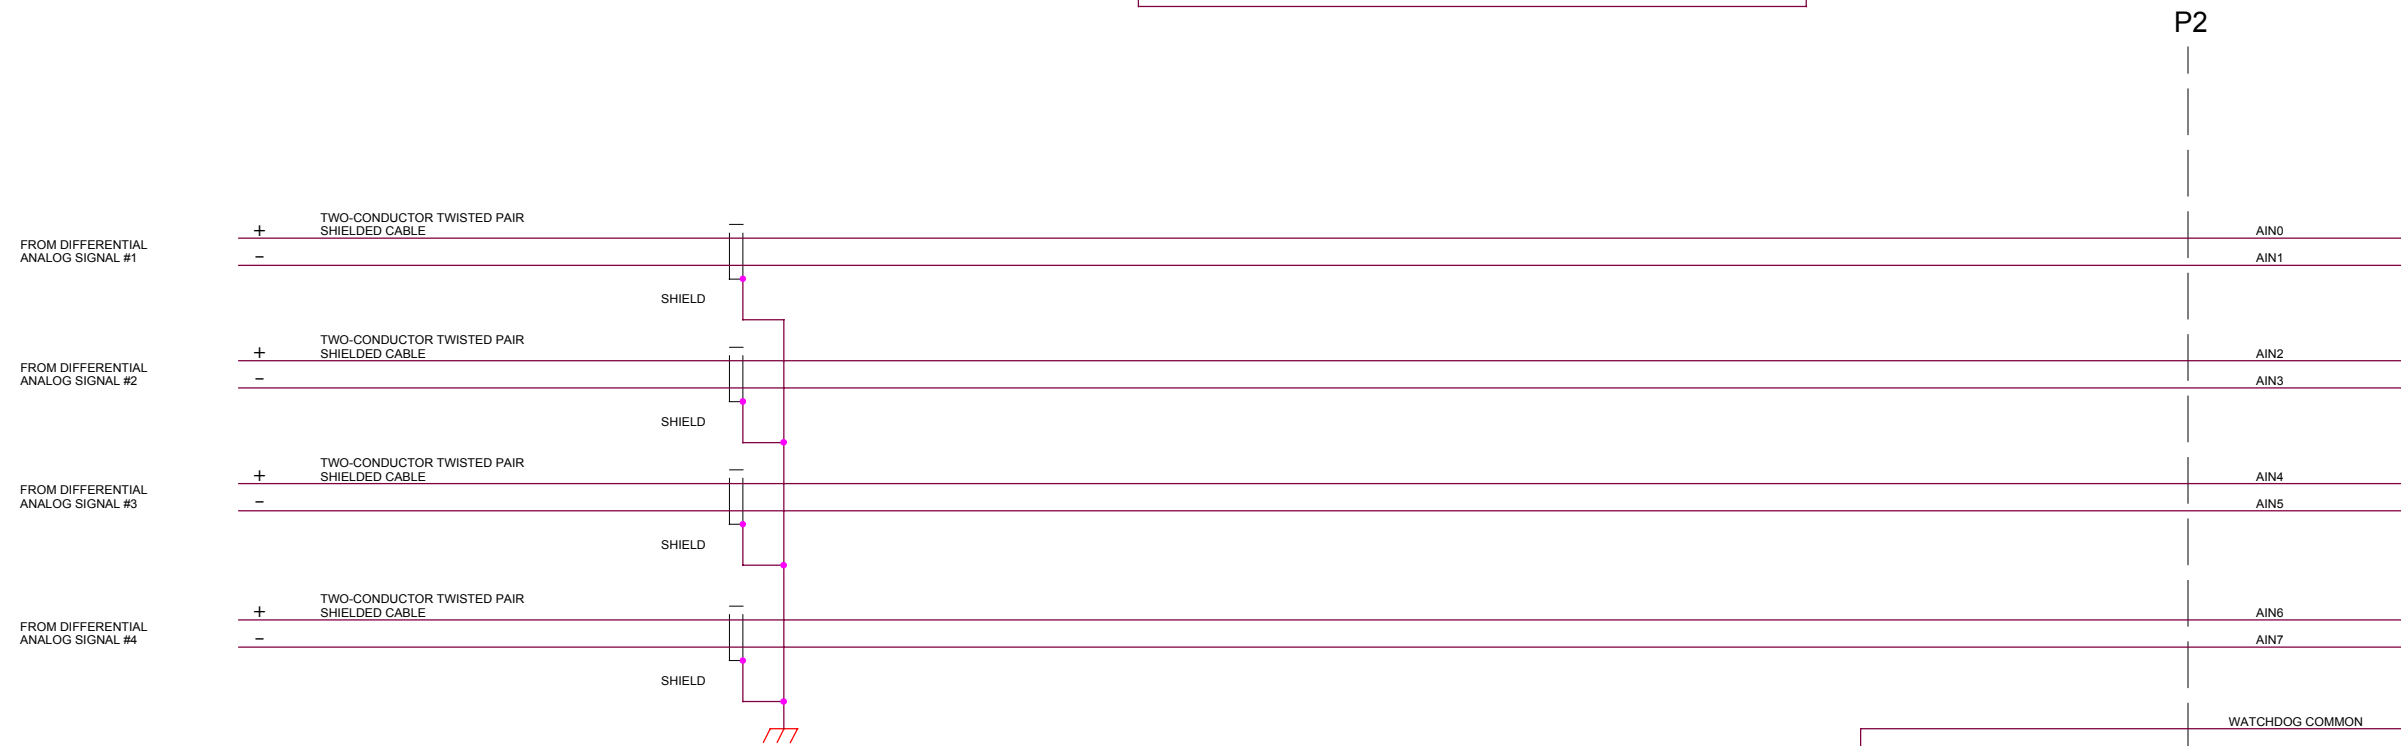 P2
TWO-CONDUCTOR TWISTED PAIR
SHIELDED CABLE
+
-
FROM DIFFERENTIAL
ANALOG SIGNAL #1
AIN0
AIN1
SHIELD
TWO-CONDUCTOR TWISTED PAIR
SHIELDED CABLE
+
-
FROM DIFFERENTIAL
ANALOG SIGNAL #2
AIN2
AIN3
SHIELD
TWO-CONDUCTOR TWISTED PAIR
SHIELDED CABLE
+
-
FROM DIFFERENTIAL
ANALOG SIGNAL #3
AIN4
AIN5
SHIELD
TWO-CONDUCTOR TWISTED PAIR
SHIELDED CABLE
+
-
FROM DIFFERENTIAL
ANALOG SIGNAL #4
AIN6
AIN7
SHIELD
WATCHDOG COMMON